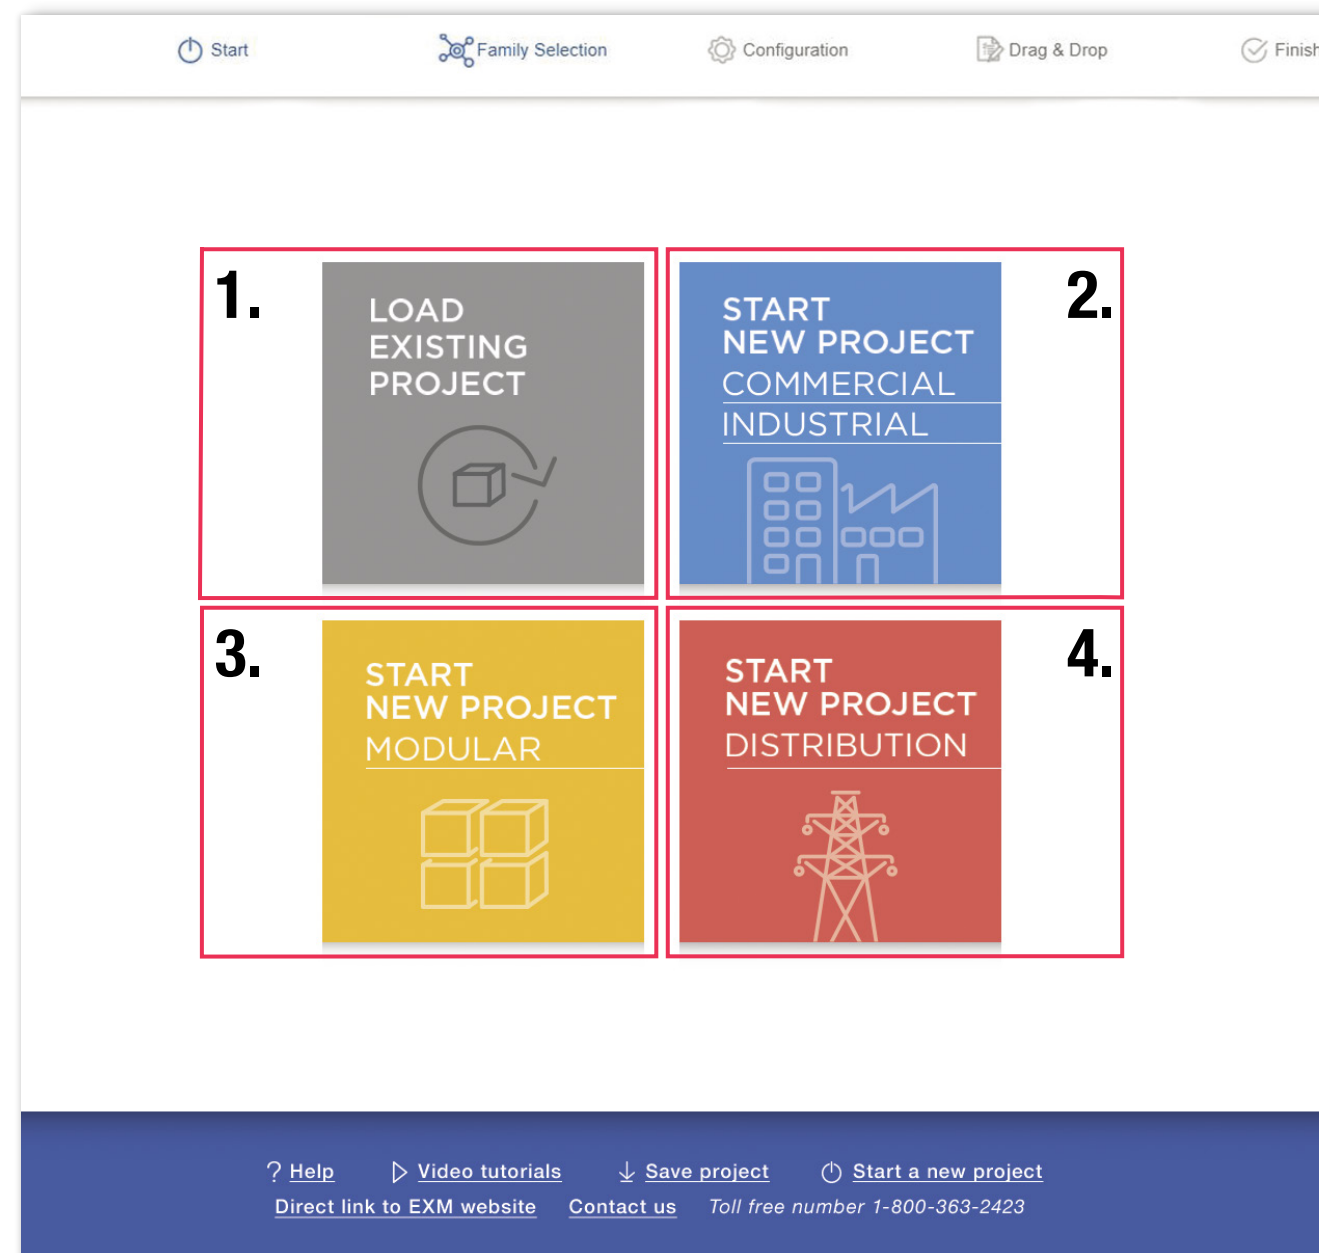 Start Family Selection Configuration Drag & Drop Finish
1.
LOAD
EXISTING
PROJECT
2.
START
NEW PROJECT
COMMERCIAL
INDUSTRIAL
3.
START
NEW PROJECT
MODULAR
4.
START
NEW PROJECT
DISTRIBUTION
? Help Video tutorials Save project Start a new project
Direct link to EXM website Contact us Toll free number 1-800-363-2423